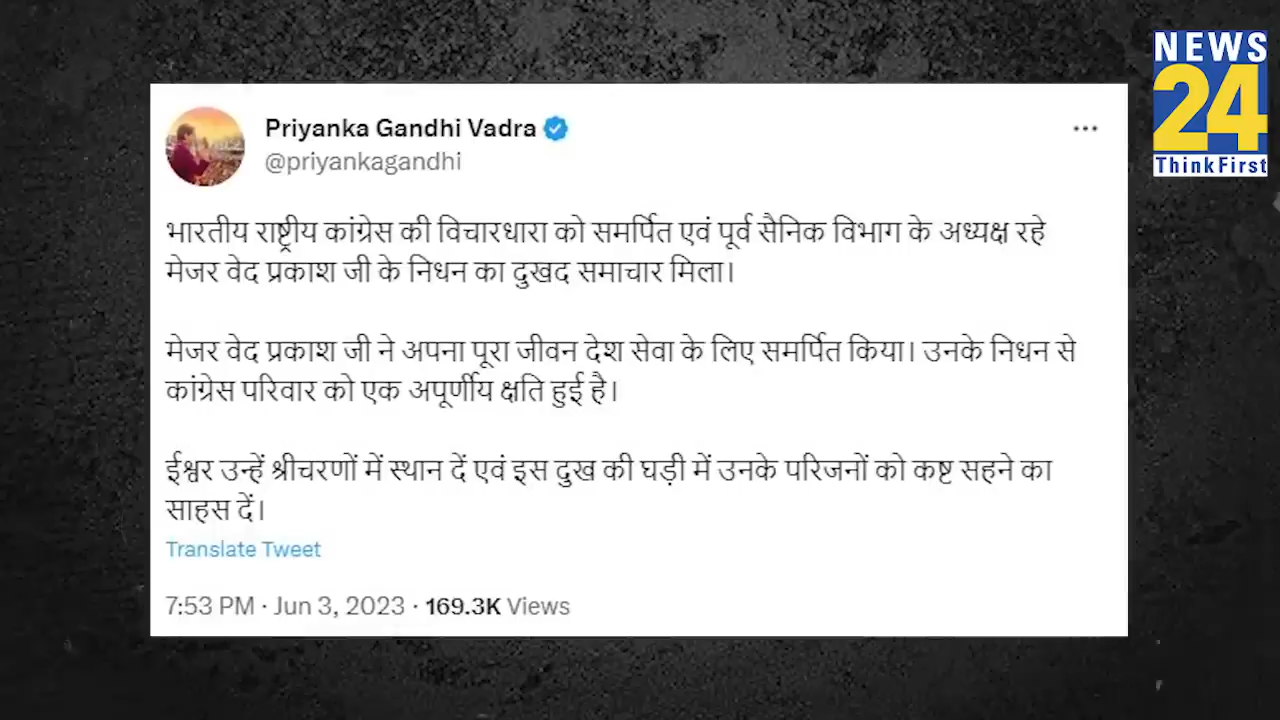 NEWS
24
ThinkFirst
Priyanka Gandhi Vadra
@priyankagandhi
भारतीय राष्ट्रीय कांग्रेस की विचारधारा को समर्पित एवं पूर्व सैनिक विभाग के अध्यक्ष रहे
मेजर वेद प्रकाश जी के निधन का दुखद समाचार मिला।
मेजर वेद प्रकाश जी ने अपना पूरा जीवन देश सेवा के लिए समर्पित किया। उनके निधन से
कांग्रेस परिवार को एक अपूर्णीय क्षति हुई है।
ईश्वर उन्हें श्रीचरणों में स्थान दें एवं इस दुख की घड़ी में उनके परिजनों को कष्ट सहने का
साहस दें।
Translate Tweet
7:53 PM · Jun 3, 2023 · 169.3K Views